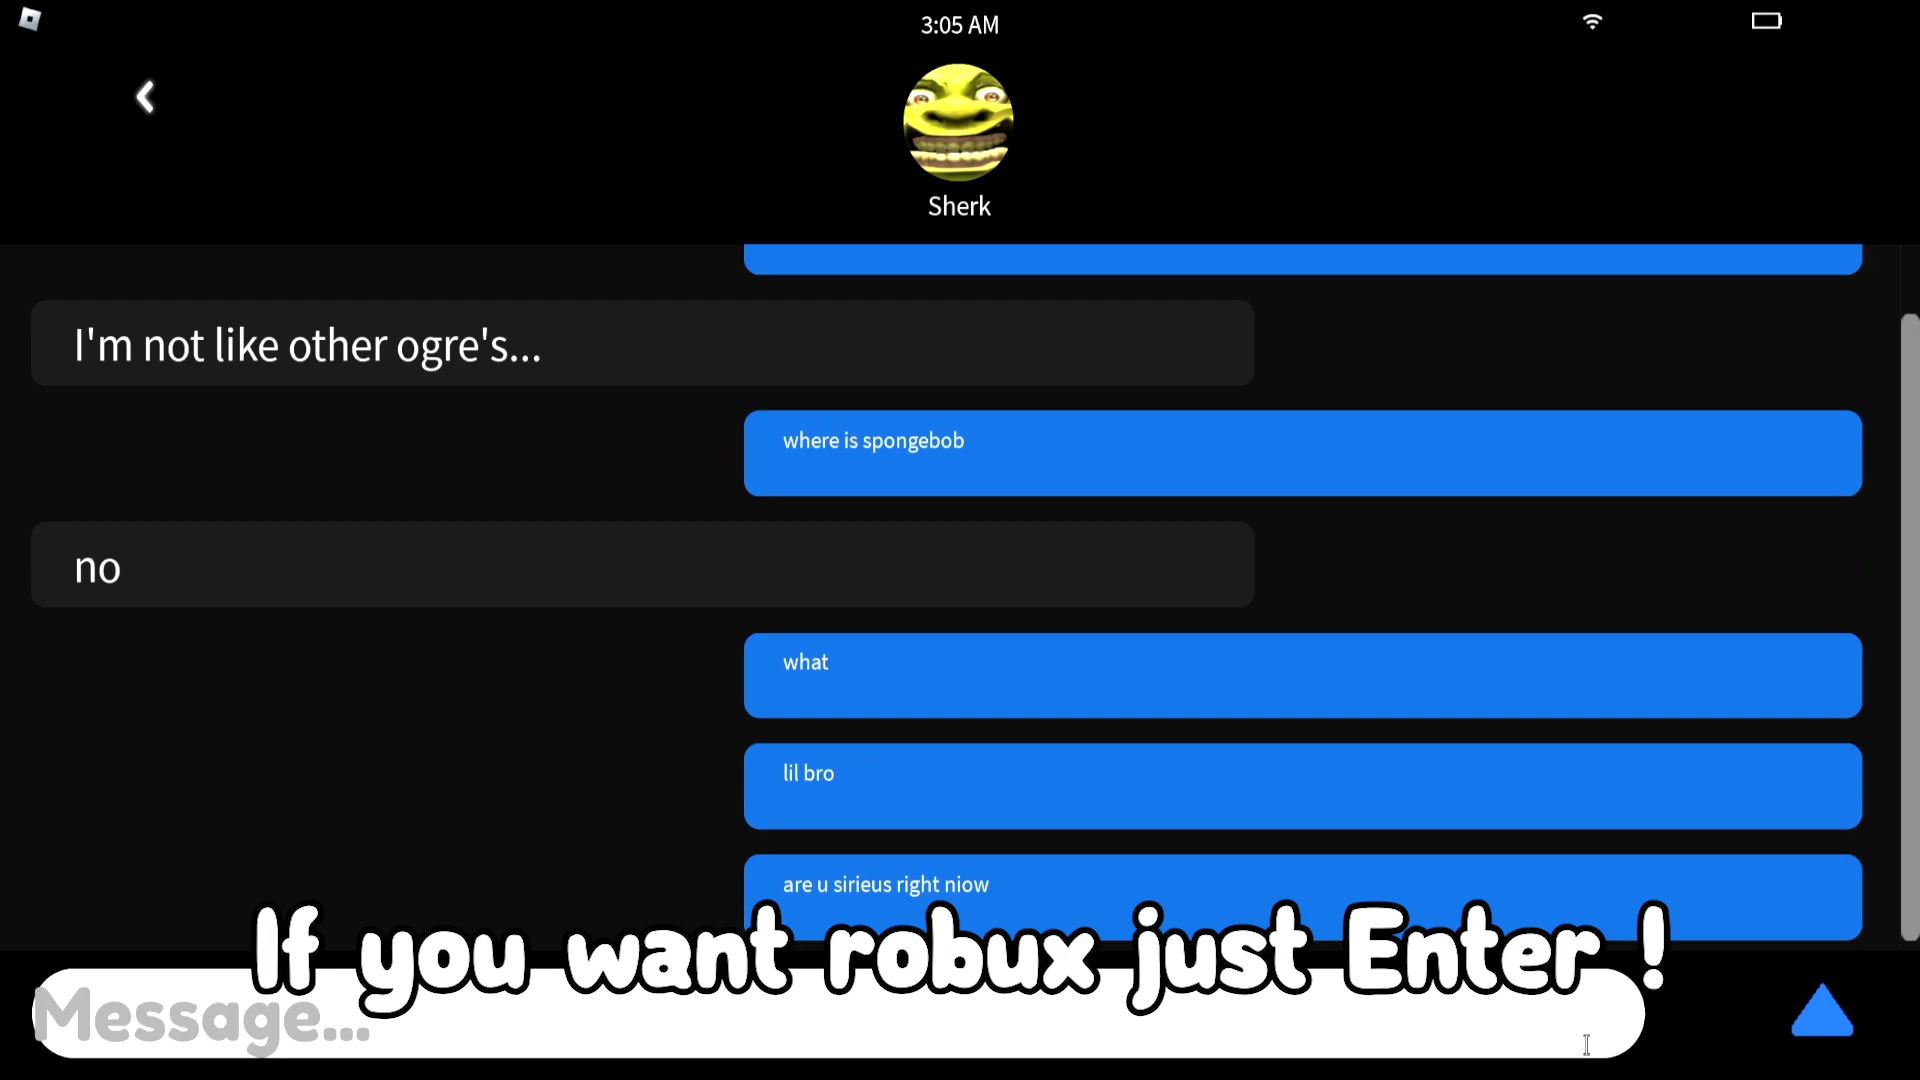 3:05 AM
Sherk
I'm not like other ogre's...
where is spongebob
no
what
lil bro
are u sirieus right niow
If you want robux just Enter !
Message...